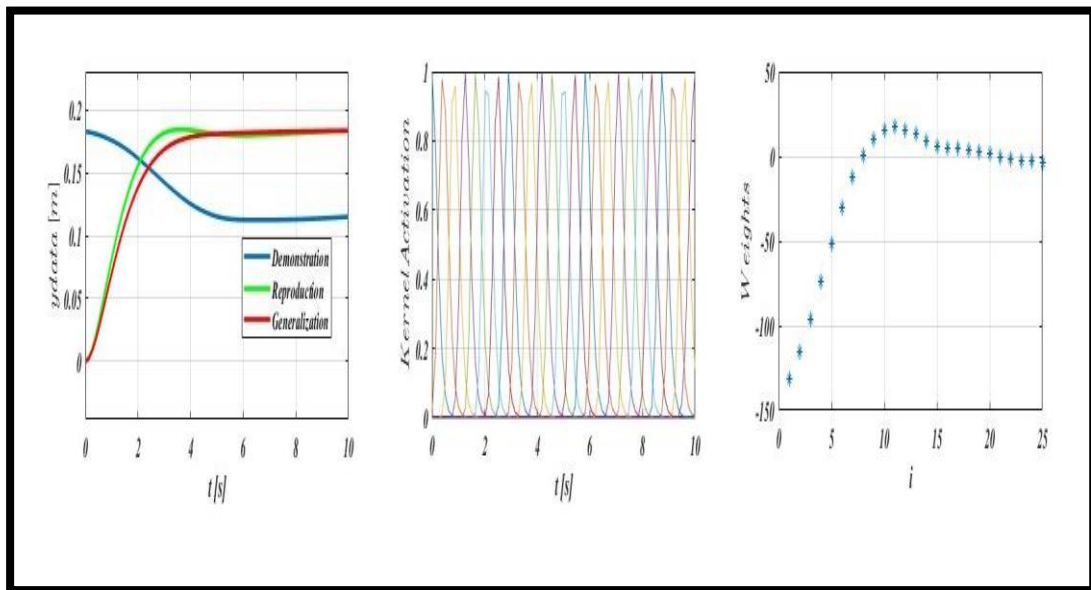 ydata [m]
0.2
0.15
0.1
0.05
0
0 2 4 6 8 10
t [s]
Demonstration
Reproduction
Generalization
Kernel Activation
1
0.8
0.6
0.4
0.2
0
0 2 4 6 8 10
t [s]
Weights
50
0
-50
-100
-150
0 5 10 15 20 25
i